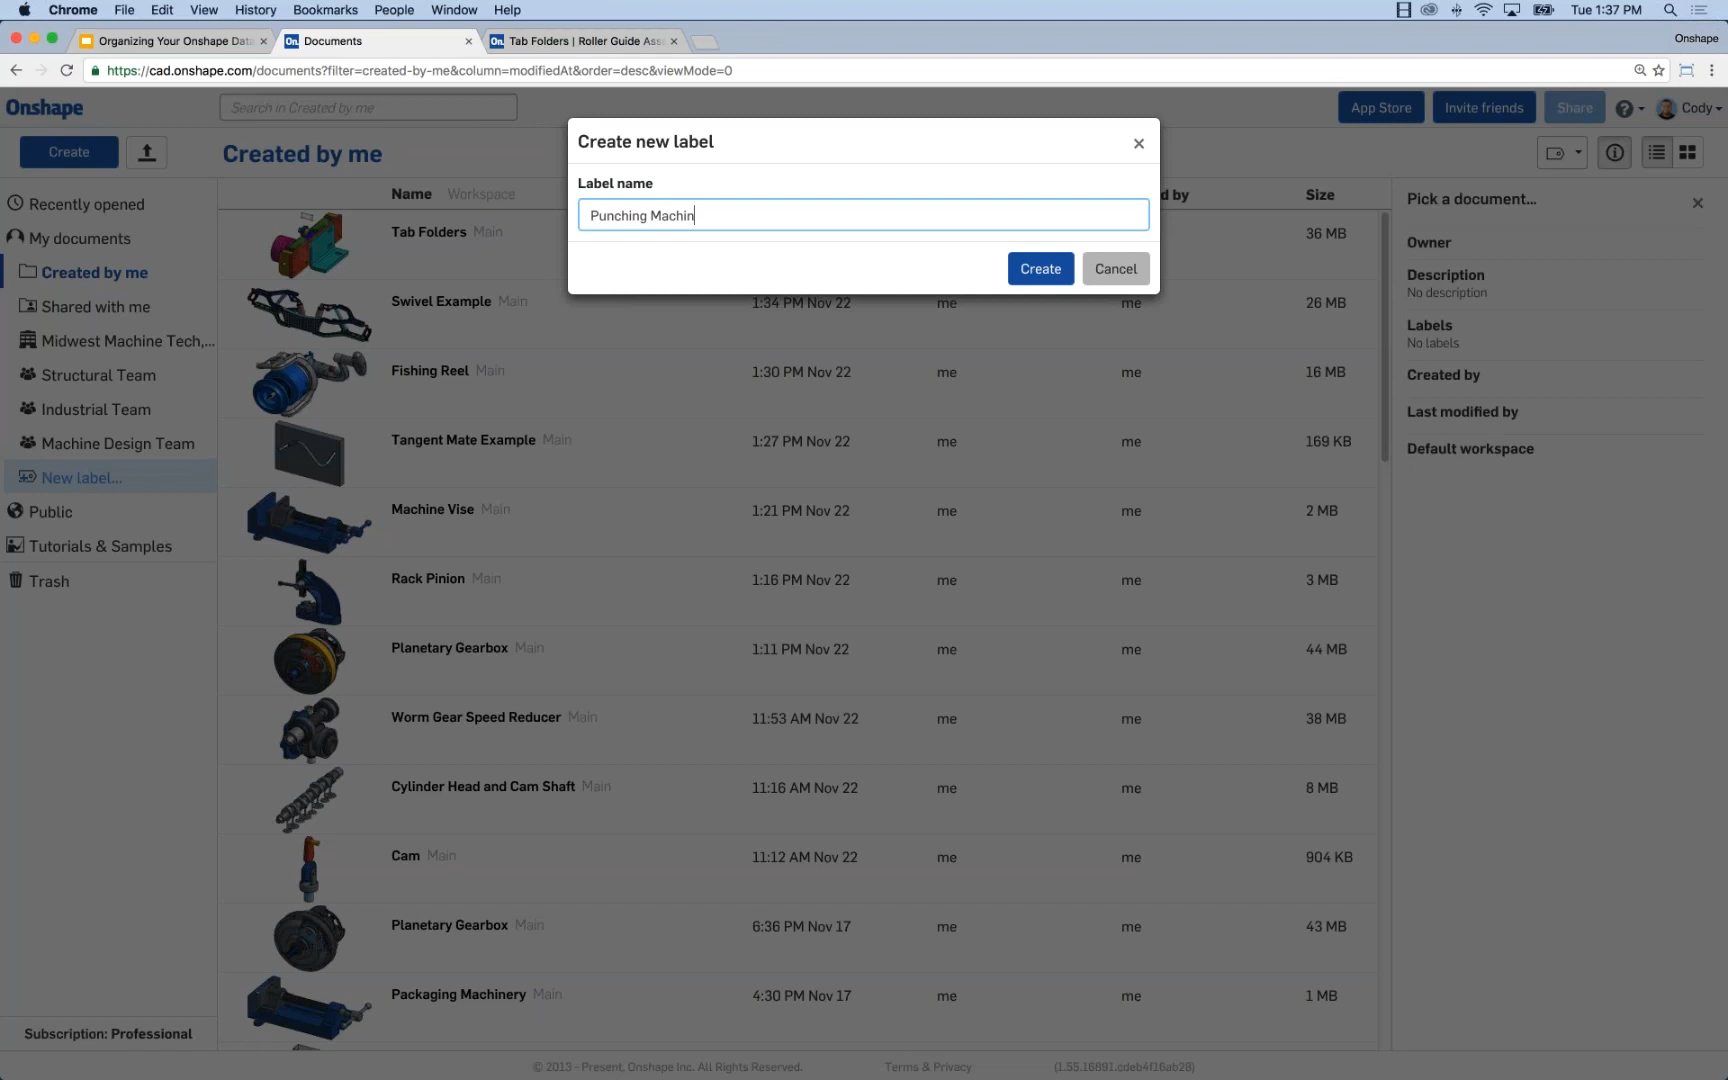 Chrome File Edit View History Bookmarks People Window Help Tue 1:37 PM
Organizing Your Onshape Data Documents On. Tab Folders | Roller Guide Asse Onshape
https://cad.onshape.com/documents?filter=created-by-me&column=modifiedAt&order=desc&viewMode=0
Onshape Search in Created by me App Store Invite friends Share Cody
Create Created by me
Create new label
Label name
Punching Machin
Create Cancel
Recently opened
My documents
Created by me
Shared with me
Midwest Machine Tech,...
Structural Team
Industrial Team
Machine Design Team
New label...
Public
Tutorials & Samples
Trash
Subscription: Professional
Name Workspace d by Size
Tab Folders Main 36 MB
Swivel Example Main 1:34 PM Nov 22 me me 26 MB
Fishing Reel Main 1:30 PM Nov 22 me me 16 MB
Tangent Mate Example Main 1:27 PM Nov 22 me me 169 KB
Machine Vise Main 1:21 PM Nov 22 me me 2 MB
Rack Pinion Main 1:16 PM Nov 22 me me 3 MB
Planetary Gearbox Main 1:11 PM Nov 22 me me 44 MB
Worm Gear Speed Reducer Main 11:53 AM Nov 22 me me 38 MB
Cylinder Head and Cam Shaft Main 11:16 AM Nov 22 me me 8 MB
Cam Main 11:12 AM Nov 22 me me 904 KB
Planetary Gearbox Main 6:36 PM Nov 17 me me 43 MB
Packaging Machinery Main 4:30 PM Nov 17 me me 1 MB
Pick a document...
Owner
Description
No description
Labels
No labels
Created by
Last modified by
Default workspace
© 2013 - Present, Onshape Inc. All Rights Reserved. Terms & Privacy (1.55.16891.cdeb4f16ab28)